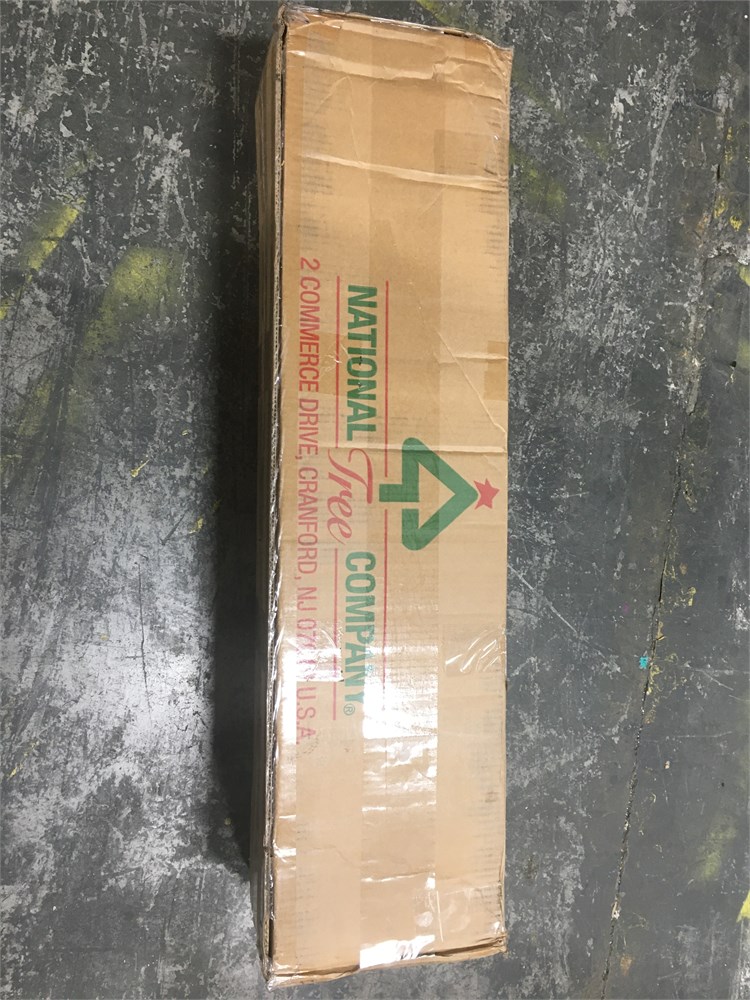 NATIONAL Tree COMPANY®
2 COMMERCE DRIVE, CRANFORD, NJ U.S.A.